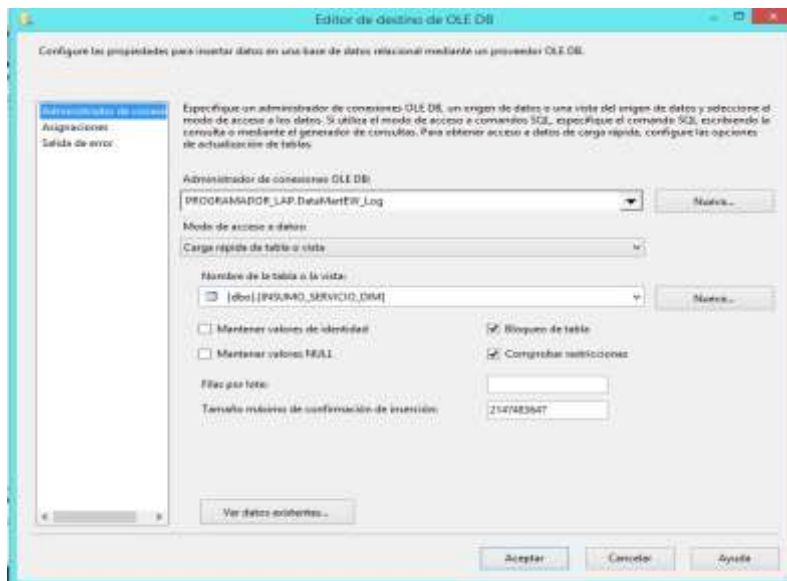 Editor de destino de OLE DB
Configure las propiedades para insertar datos en una base de datos relacional mediante un proveedor OLE DB.
Administrador de conexi
Asignaciones
Salida de error
Especifique un administrador de conexiones OLE DB, un origen de datos o una vista del origen de datos y seleccione el
modo de acceso a los datos. Si utiliza el modo de acceso a comandos SQL, especifique el comando SQL escribiendo la
consulta o mediante el generador de consultas. Para obtener acceso a datos de carga rápida, configure las opciones
de actualización de tablas.
Administrador de conexiones OLE DB:
PROGRAMADOR_LAP.DataMartEW_Log
Nueva...
Modo de acceso a datos:
Carga rápida de tabla o vista
Nombre de la tabla o la vista:
[dbo].[INSUMO_SERVICIO_DIM]
Nueva...
Mantener valores de identidad
Bloqueo de tabla
Mantener valores NULL
Comprobar restricciones
Filas por lote:
Tamaño máximo de confirmación de inserción:
2147483647
Ver datos existentes...
Aceptar
Cancelar
Ayuda